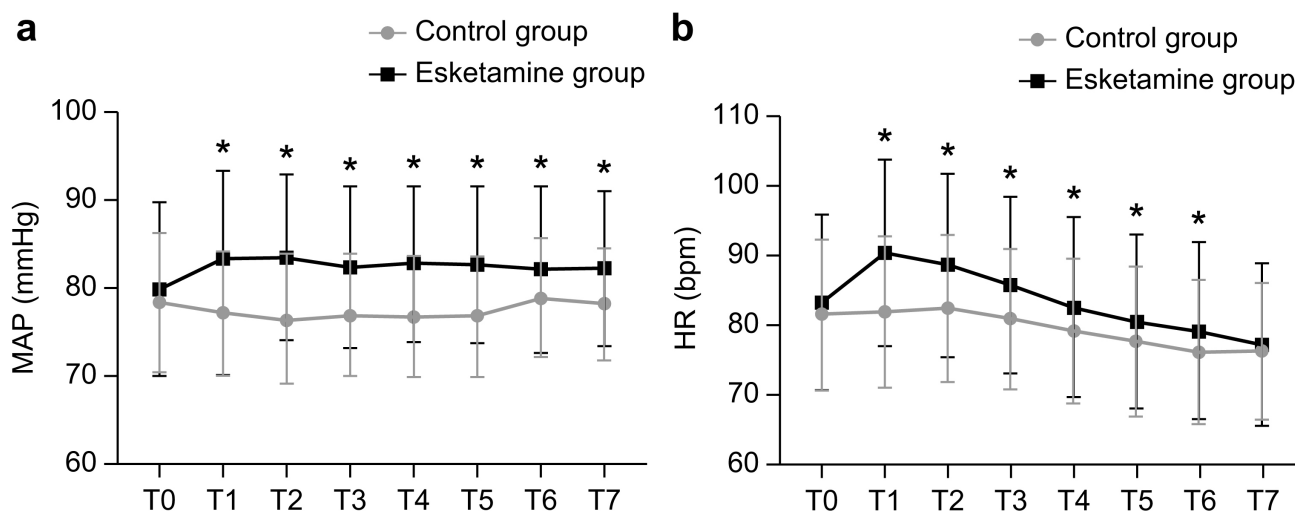 a
Control group
Esketamine group
MAP (mmHg)
100
90
80
70
60
* * * * * * *
T0 T1 T2 T3 T4 T5 T6 T7
b
Control group
Esketamine group
HR (bpm)
110
100
90
80
70
60
* * * * * *
T0 T1 T2 T3 T4 T5 T6 T7